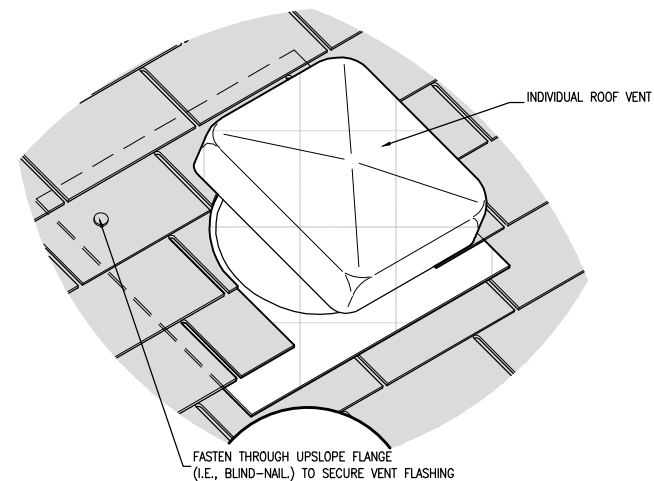 INDIVIDUAL ROOF VENT
FASTEN THROUGH UPSLOPE FLANGE
(I.E., BLIND-NAIL.) TO SECURE VENT FLASHING